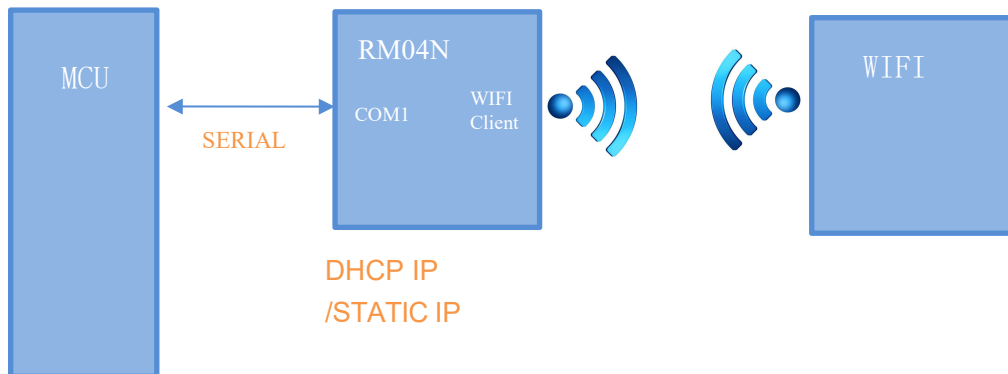 MCU
SERIAL
RM04N
COM1
WIFI
Client
DHCP IP
/STATIC IP
WIFI